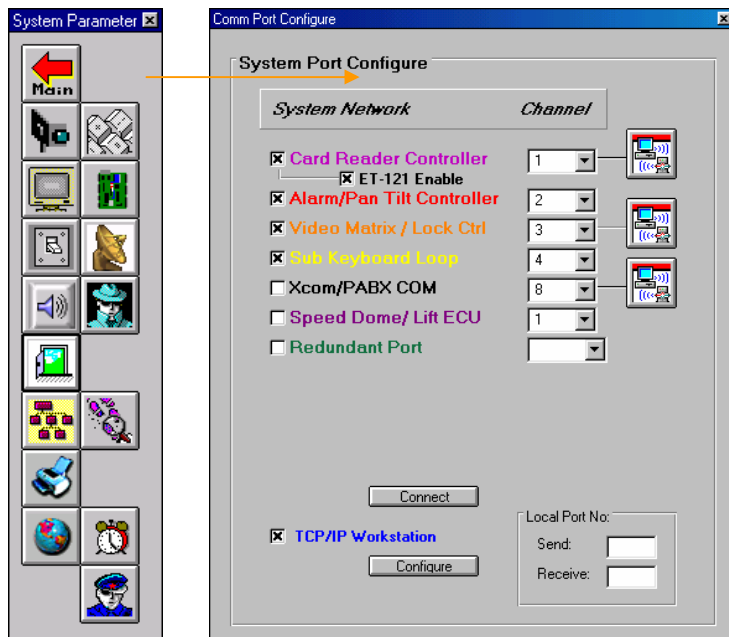 System Parameter
Main
Comm Port Configure
System Port Configure
System Network Channel
Card Reader Controller 1
ET-121 Enable
Alarm/Pan Tilt Controller 2
Video Matrix / Lock Ctrl 3
Sub Keyboard Loop 4
Xcom/PABX COM 8
Speed Dome/ Lift ECU 1
Redundant Port
Connect
TCP/IP Workstation
Configure
Local Port No:
Send:
Receive: